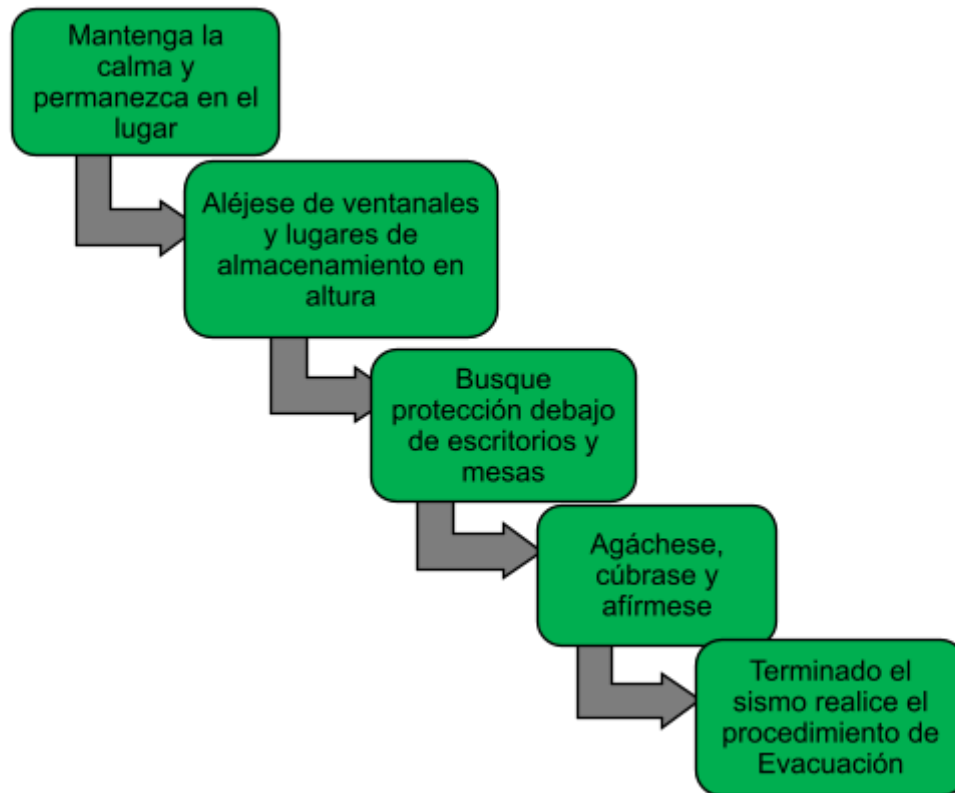 Mantenga la
calma y
permanezca en el
lugar
Aléjese de ventanales
y lugares de
almacenamiento en
altura
Busque
protección debajo
de escritorios y
mesas
Agáchese,
cúbrase y
afírmese
Terminado el
sismo realice el
procedimiento de
Evacuación